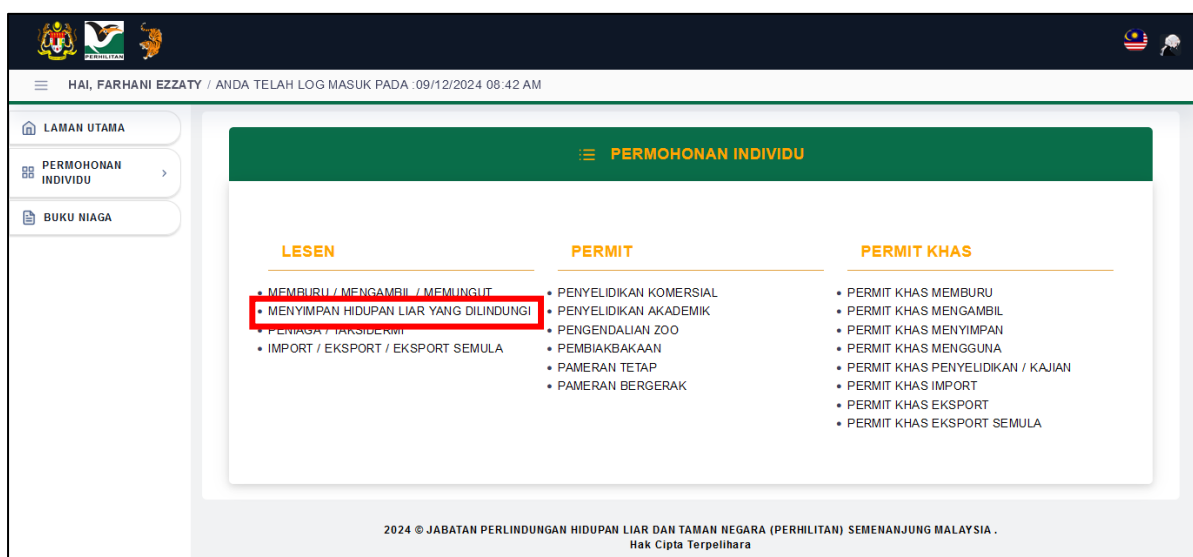 PERHILITAN
HAI, FARHANI EZZATY / ANDA TELAH LOG MASUK PADA :09/12/2024 08:42 AM
LAMAN UTAMA
PERMOHONAN
INDIVIDU
BUKU NIAGA
PERMOHONAN INDIVIDU
LESEN
• MEMBURU / MENGAMBIL / MEMUNGUT
• MENYIMPAN HIDUPAN LIAR YANG DILINDUNGI
• PENIAGA / TAKSIDERMI
• IMPORT / EKSPORT / EKSPORT SEMULA
PERMIT
• PENYELIDIKAN KOMERSIAL
• PENYELIDIKAN AKADEMIK
• PENGENDALIAN ZOO
• PEMBIAKBAKAAN
• PAMERAN TETAP
• PAMERAN BERGERAK
PERMIT KHAS
• PERMIT KHAS MEMBURU
• PERMIT KHAS MENGAMBIL
• PERMIT KHAS MENYIMPAN
• PERMIT KHAS MENGGUNA
• PERMIT KHAS PENYELIDIKAN / KAJIAN
• PERMIT KHAS IMPORT
• PERMIT KHAS EKSPORT
• PERMIT KHAS EKSPORT SEMULA
2024 © JABATAN PERLINDUNGAN HIDUPAN LIAR DAN TAMAN NEGARA (PERHILITAN) SEMENANJUNG MALAYSIA .
Hak Cipta Terpelihara